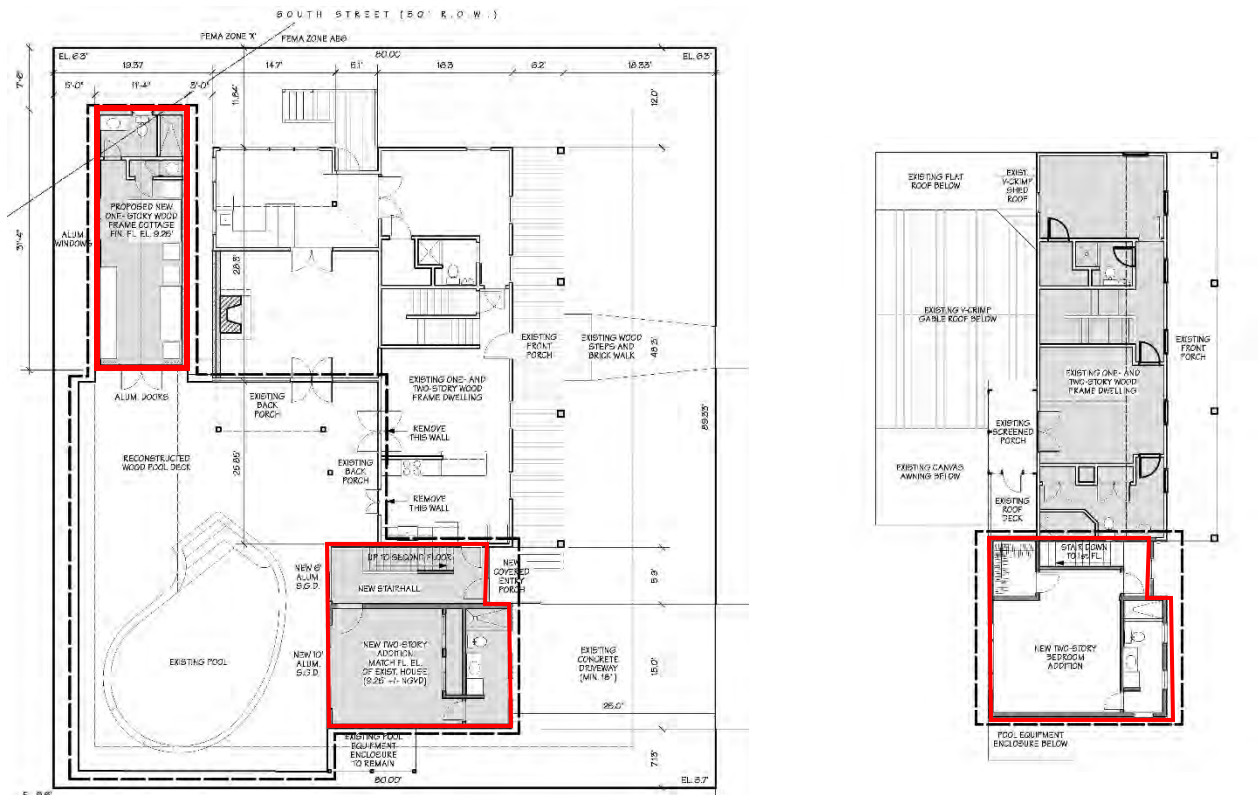 SOUTH STREET (50' R.O.W.)
FEMA ZONE 'X'
FEMA ZONE AE6
EL. 6.3'
80.00'
EL. 6.3'
19.37
14.7'
6.1'
16.3
6.2'
18.33'
5'-0"
11'-4"
3'-0"
7'-8"
11.84'
12.0'
PROPOSED NEW
ONE-STORY WOOD
FRAME COTTAGE
FIN. FL. EL. 9.26'
ALUM.
WINDOWS
31'-4"
28.8'
EXISTING
FRONT
PORCH
EXISTING WOOD
STEPS AND
BRICK WALK
48.3'
EXISTING ONE- AND
TWO-STORY WOOD
FRAME DWELLING
ALUM. DOORS
EXISTING
BACK
PORCH
REMOVE
THIS WALL
89.33'
RECONSTRUCTED
WOOD POOL DECK
26.85'
EXISTING
BACK
PORCH
REMOVE
THIS WALL
UP TO SECOND FLOOR
NEW 6'
ALUM.
S.G.D.
NEW STAIRHALL
NEW
COVERED
ENTRY
PORCH
EXISTING POOL
NEW 10'
ALUM.
S.G.D.
NEW TWO-STORY
ADDITION
MATCH FL. EL.
OF EXIST. HOUSE
(9.26' +/- NGVD)
EXISTING
CONCRETE
DRIVEWAY
(MIN. 18')
15.0'
25.0'
EXISTING POOL
EQUIPMENT
ENCLOSURE
TO REMAIN
7.13'
80.00'
EXISTING FLAT
ROOF BELOW
EXIST.
V-CRIMP
SHED
ROOF
EXISTING V-CRIMP
GABLE ROOF BELOW
EXISTING
FRONT
PORCH
EXISTING ONE- AND
TWO-STORY WOOD
FRAME DWELLING
EXISTING
SCREENED
PORCH
EXISTING CANVAS
AWNING BELOW
EXISTING
ROOF
DECK
STAIR DOWN
TO 1st FL.
NEW TWO-STORY
BEDROOM
ADDITION
POOL EQUIPMENT
ENCLOSURE BELOW